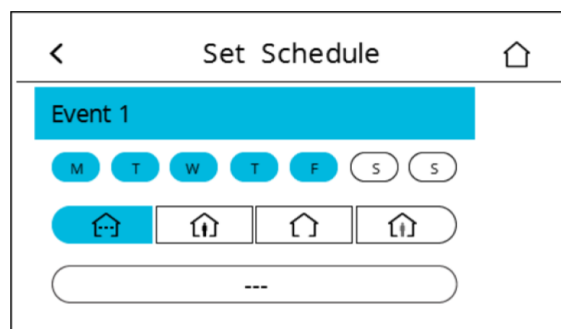 Set Schedule
Event 1
M T W T F S S
---